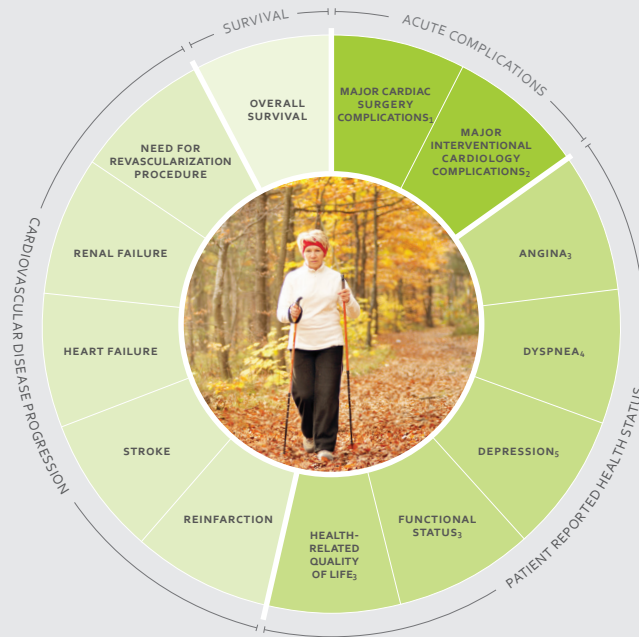 SURVIVAL
ACUTE COMPLICATIONS
OVERALL
SURVIVAL
MAJOR CARDIAC
SURGERY
COMPLICATIONS₁
MAJOR
INTERVENTIONAL
CARDIOLOGY
COMPLICATIONS₂
NEED FOR
REVASCULARIZATION
PROCEDURE
ANGINA₃
RENAL FAILURE
DYSPNEA₄
HEART FAILURE
DEPRESSION₅
STROKE
FUNCTIONAL
STATUS₃
REINFARCTION
HEALTH-
RELATED
QUALITY
OF LIFE₃
CARDIOVASCULAR DISEASE PROGRESSION
PATIENT REPORTED HEALTH STATUS